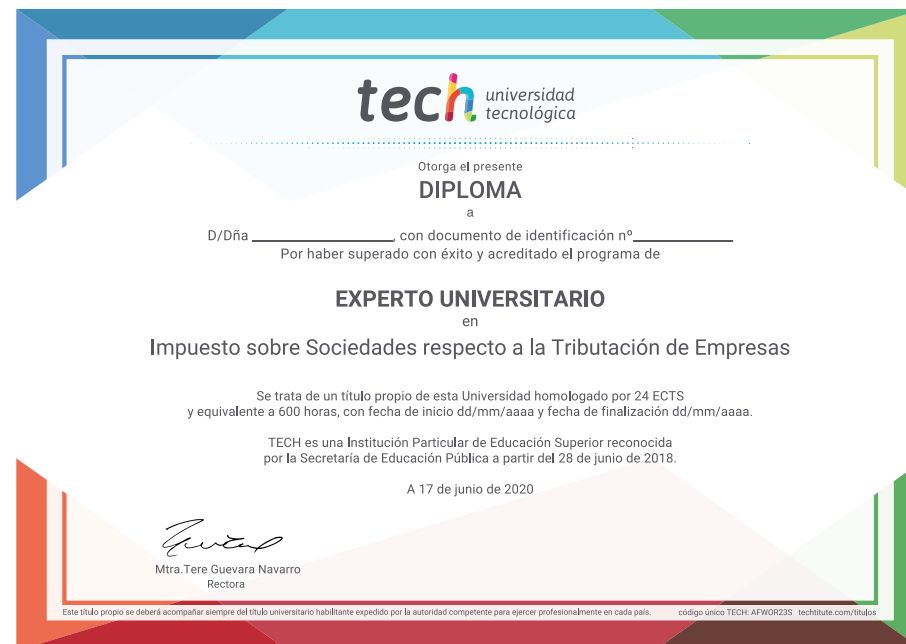 tech universidad
tecnológica
Otorga el presente
DIPLOMA
a
D/Dña ________________, con documento de identificación nº____________
Por haber superado con éxito y acreditado el programa de
EXPERTO UNIVERSITARIO
en
Impuesto sobre Sociedades respecto a la Tributación de Empresas
Se trata de un título propio de esta Universidad homologado por 24 ECTS
y equivalente a 600 horas, con fecha de inicio dd/mm/aaaa y fecha de finalización dd/mm/aaaa.
TECH es una Institución Particular de Educación Superior reconocida
por la Secretaría de Educación Pública a partir del 28 de junio de 2018.
A 17 de junio de 2020
Mtra.Tere Guevara Navarro
Rectora
Este título propio se deberá acompañar siempre del título universitario habilitante expedido por la autoridad competente para ejercer profesionalmente en cada país. código único TECH: AFWOR23S techtitute.com/titulos